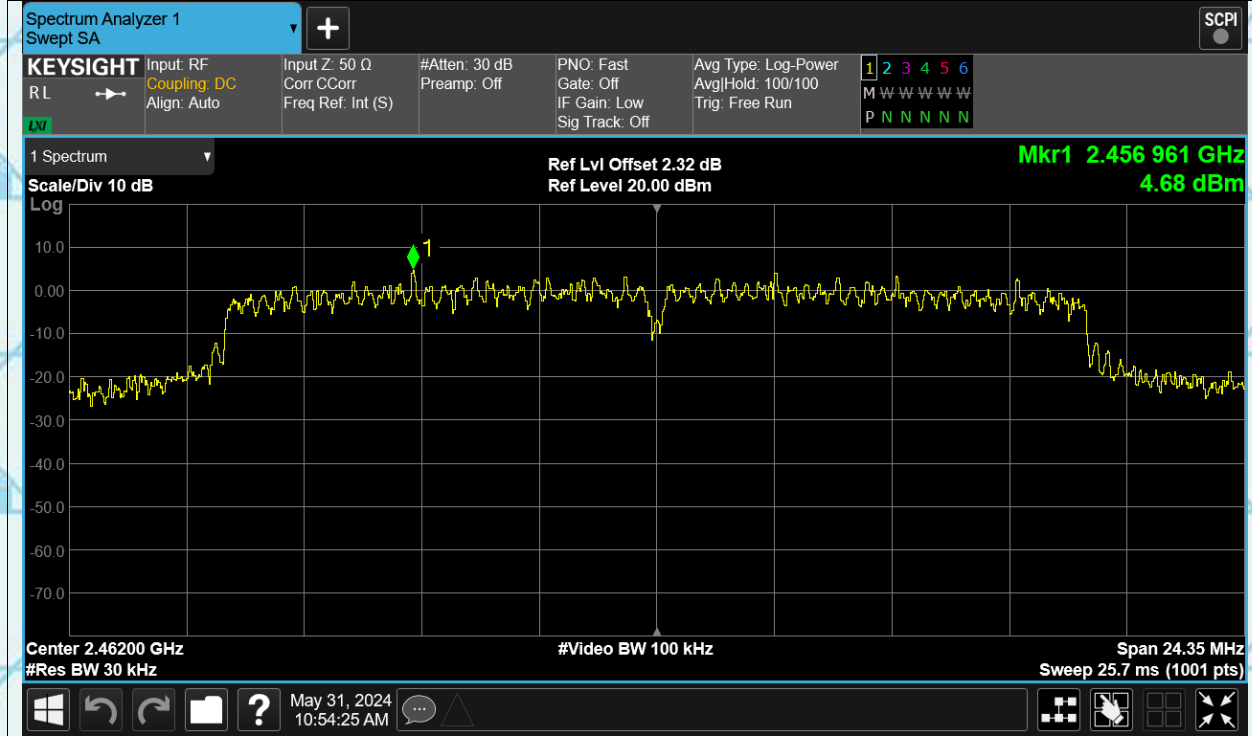 Spectrum Analyzer 1
Swept SA
SCPI
KEYSIGHT
R L
LXI
Input: RF
Coupling: DC
Align: Auto
Input Z: 50 Ω
Corr CCorr
Freq Ref: Int (S)
#Atten: 30 dB
Preamp: Off
PNO: Fast
Gate: Off
IF Gain: Low
Sig Track: Off
Avg Type: Log-Power
Avg|Hold: 100/100
Trig: Free Run
1 2 3 4 5 6
M W W W W W W
P N N N N N
1 Spectrum
Scale/Div 10 dB
Log
Ref Lvl Offset 2.32 dB
Ref Level 20.00 dBm
Mkr1 2.456 961 GHz
4.68 dBm
1
10.0
0.00
-10.0
-20.0
-30.0
-40.0
-50.0
-60.0
-70.0
Center 2.46200 GHz
#Res BW 30 kHz
#Video BW 100 kHz
Span 24.35 MHz
Sweep 25.7 ms (1001 pts)
?
May 31, 2024
10:54:25 AM